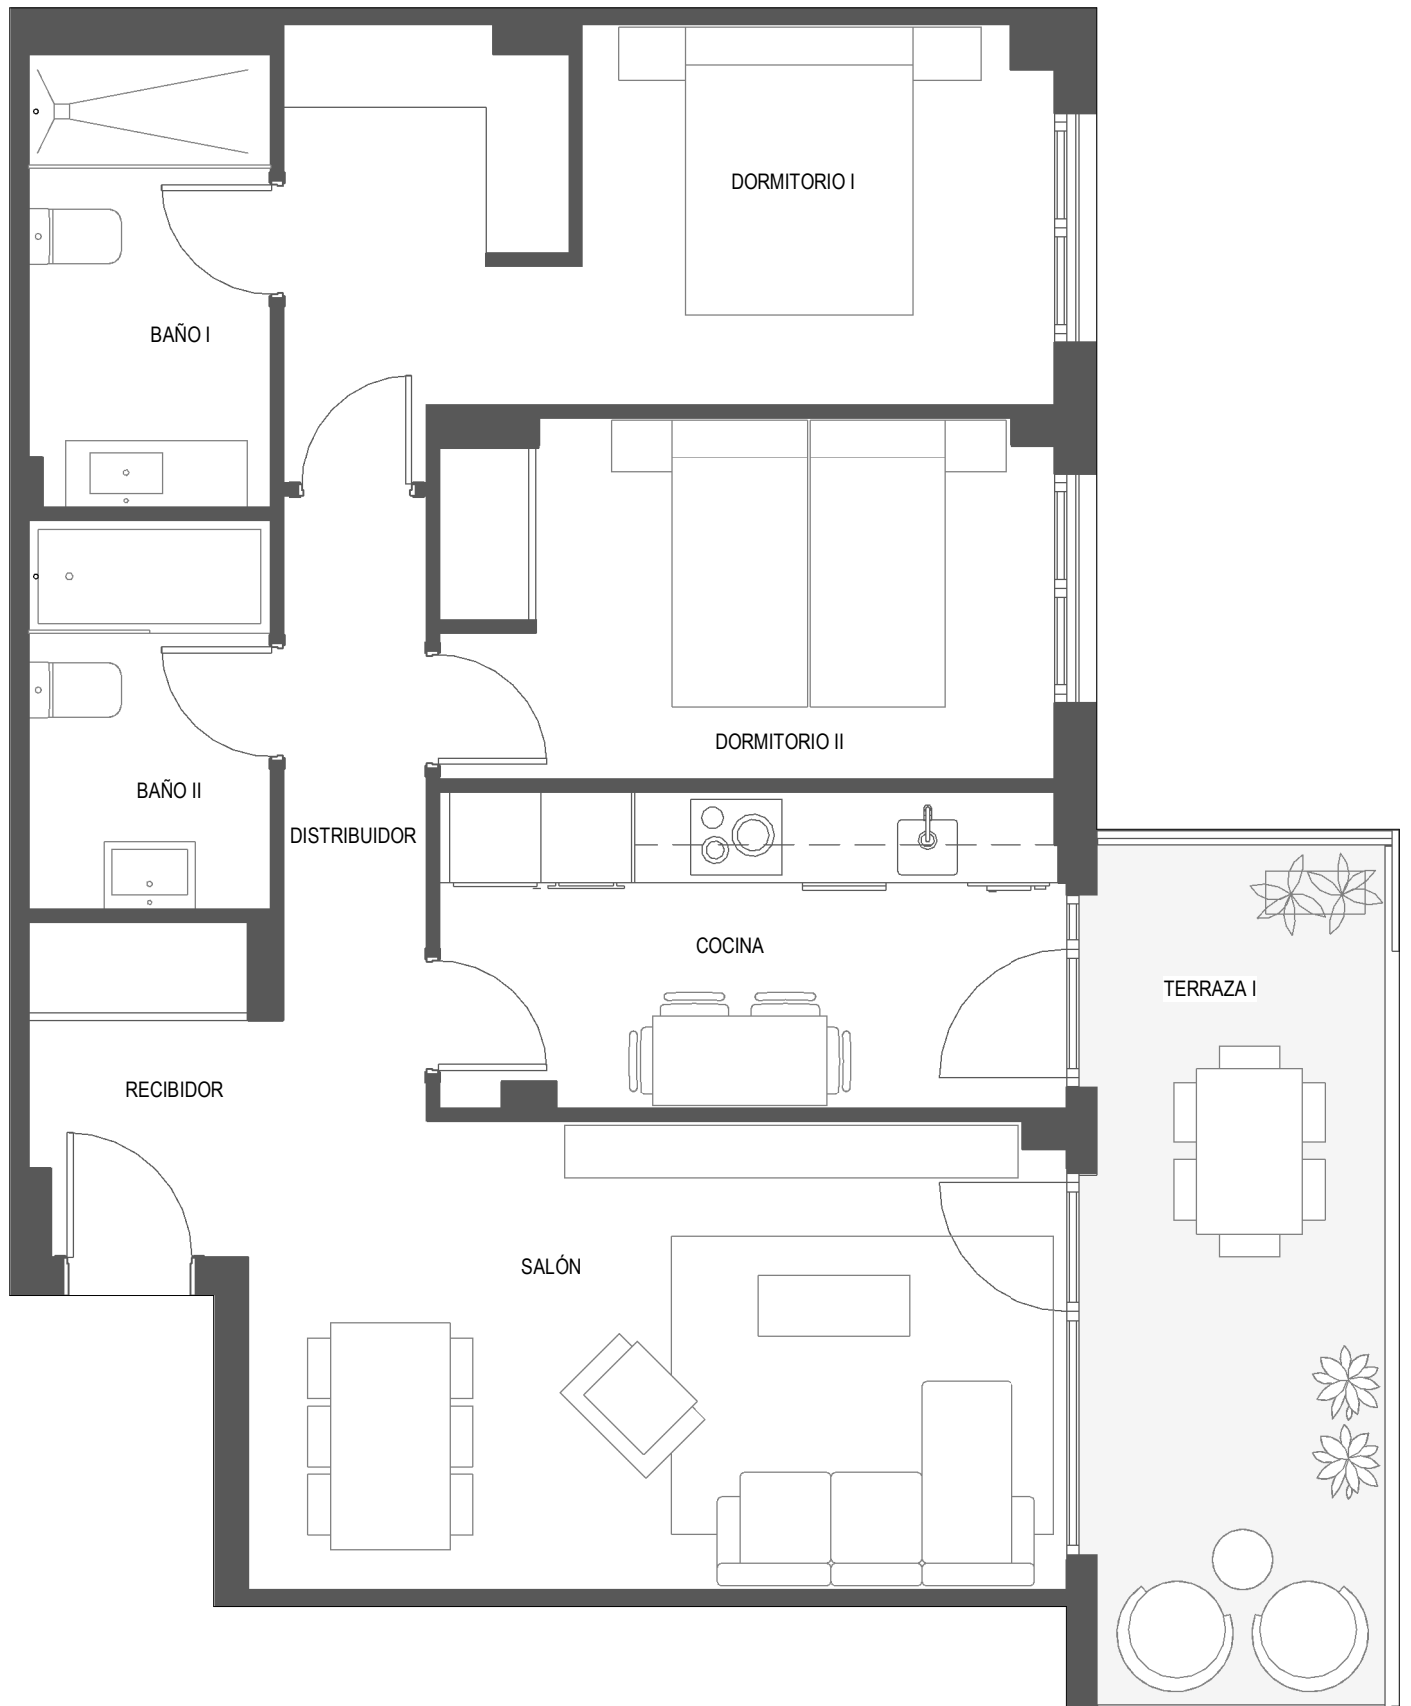 DORMITORIO I
BAÑO I
DORMITORIO II
BAÑO II
DISTRIBUIDOR
COCINA
TERRAZA I
RECIBIDOR
SALÓN